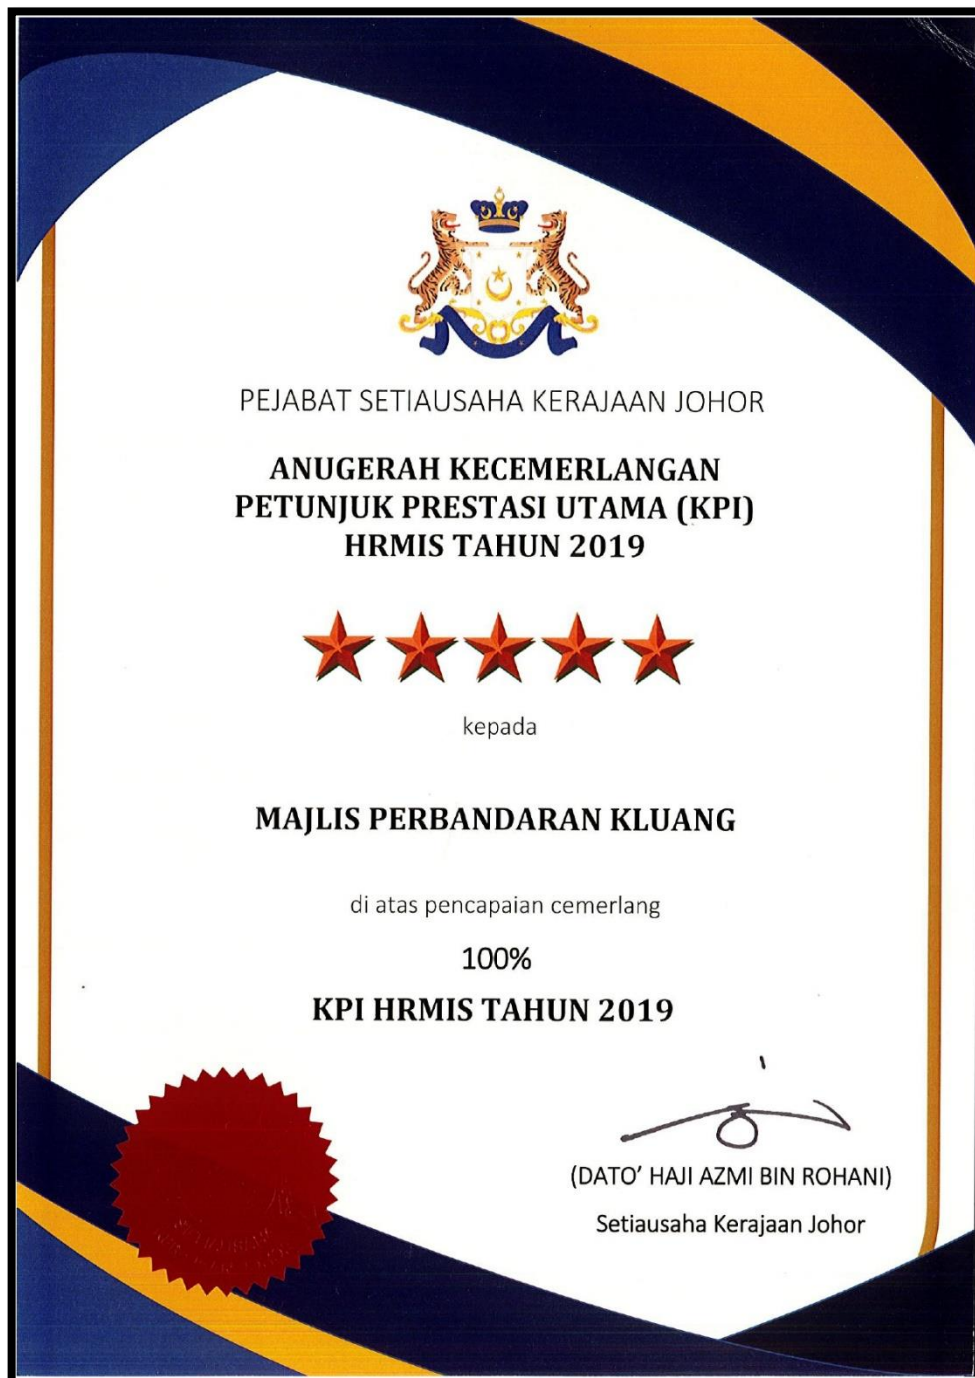 PEJABAT SETIAUSAHA KERAJAAN JOHOR
ANUGERAH KECEMERLANGAN
PETUNJUK PRESTASI UTAMA (KPI)
HRMIS TAHUN 2019
kepada
MAJLIS PERBANDARAN KLUANG
di atas pencapaian cemerlang
100%
KPI HRMIS TAHUN 2019
(DATO’ HAJI AZMI BIN ROHANI)
Setiausaha Kerajaan Johor